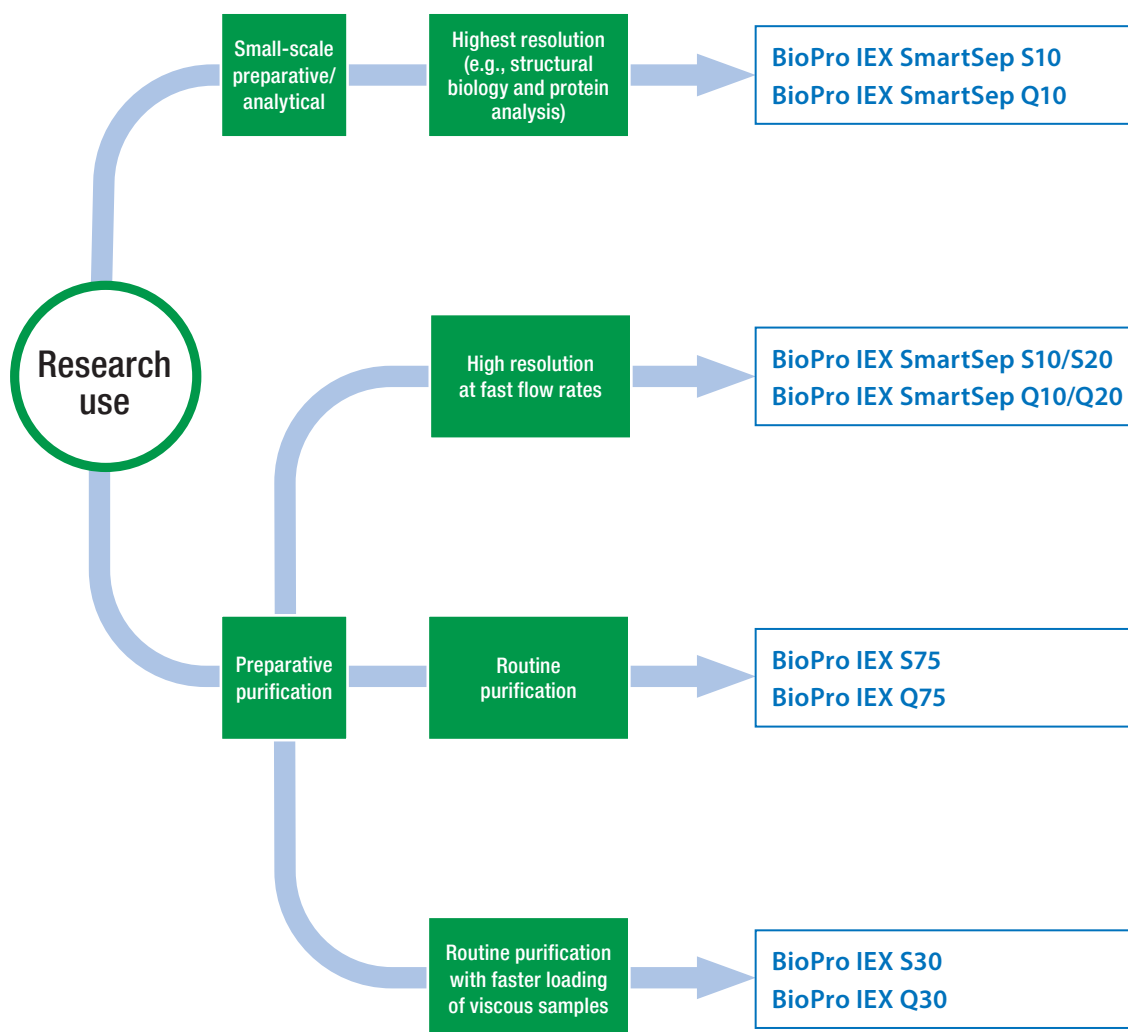 Small-scale
preparative/
analytical
Highest resolution
(e.g., structural
biology and protein
analysis)
BioPro IEX SmartSep S10
BioPro IEX SmartSep Q10
Research
use
High resolution
at fast flow rates
BioPro IEX SmartSep S10/S20
BioPro IEX SmartSep Q10/Q20
Preparative
purification
Routine
purification
BioPro IEX S75
BioPro IEX Q75
Routine purification
with faster loading
of viscous samples
BioPro IEX S30
BioPro IEX Q30